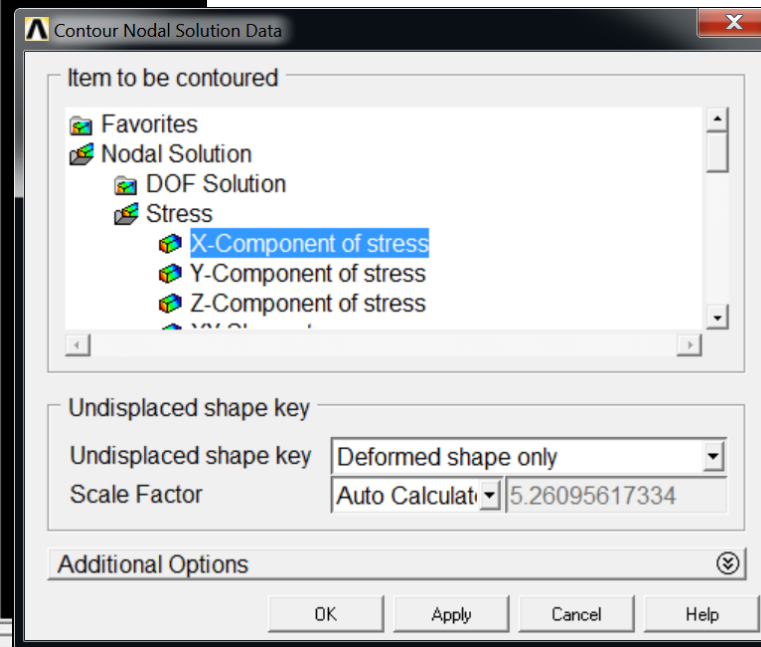 Contour Nodal Solution Data
Item to be contoured
Favorites
Nodal Solution
DOF Solution
Stress
X-Component of stress
Y-Component of stress
Z-Component of stress
Undisplaced shape key
Undisplaced shape key Deformed shape only
Scale Factor Auto Calculat 5.26095617334
Additional Options
OK Apply Cancel Help